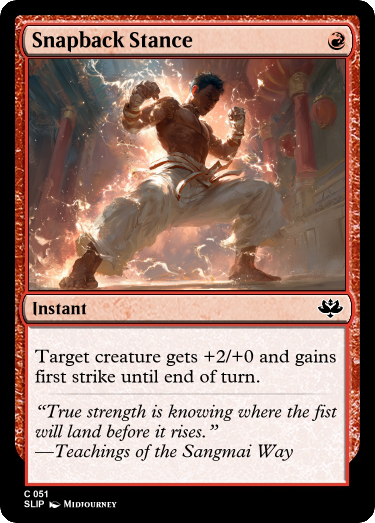 Snapback Stance
Instant
Target creature gets +2/+0 and gains
first strike until end of turn.
“True strength is knowing where the fist
will land before it rises.”
—Teachings of the Sangmai Way
C 051
SLIP Midjourney